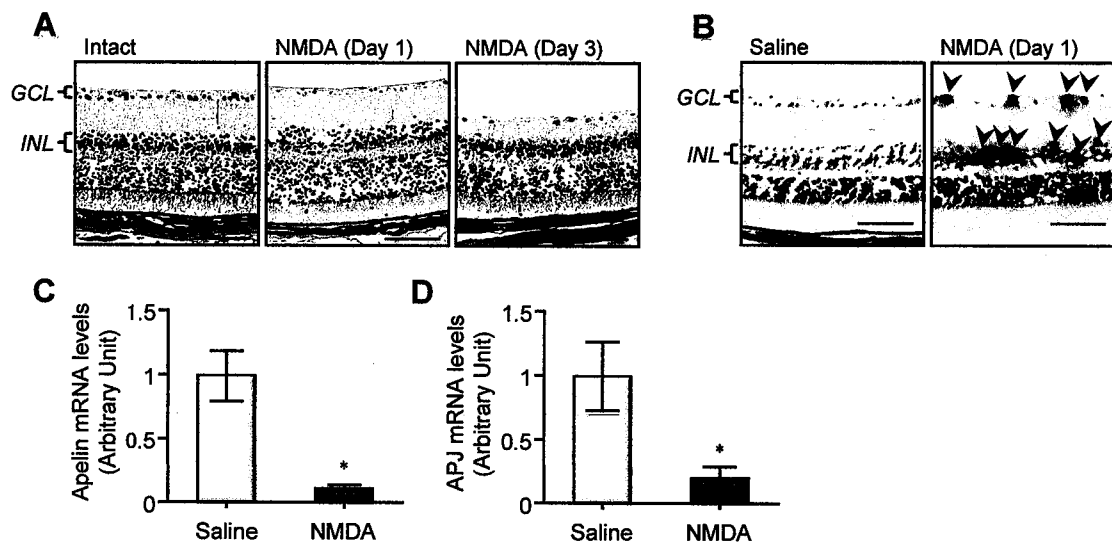 A
Intact
NMDA (Day 1)
NMDA (Day 3)
GCL
INL
B
Saline
NMDA (Day 1)
GCL
INL
C
Apelin mRNA levels
(Arbitrary Unit)
1.5
1
0.5
0
*
Saline
NMDA
D
APJ mRNA levels
(Arbitrary Unit)
1.5
1
0.5
0
*
Saline
NMDA